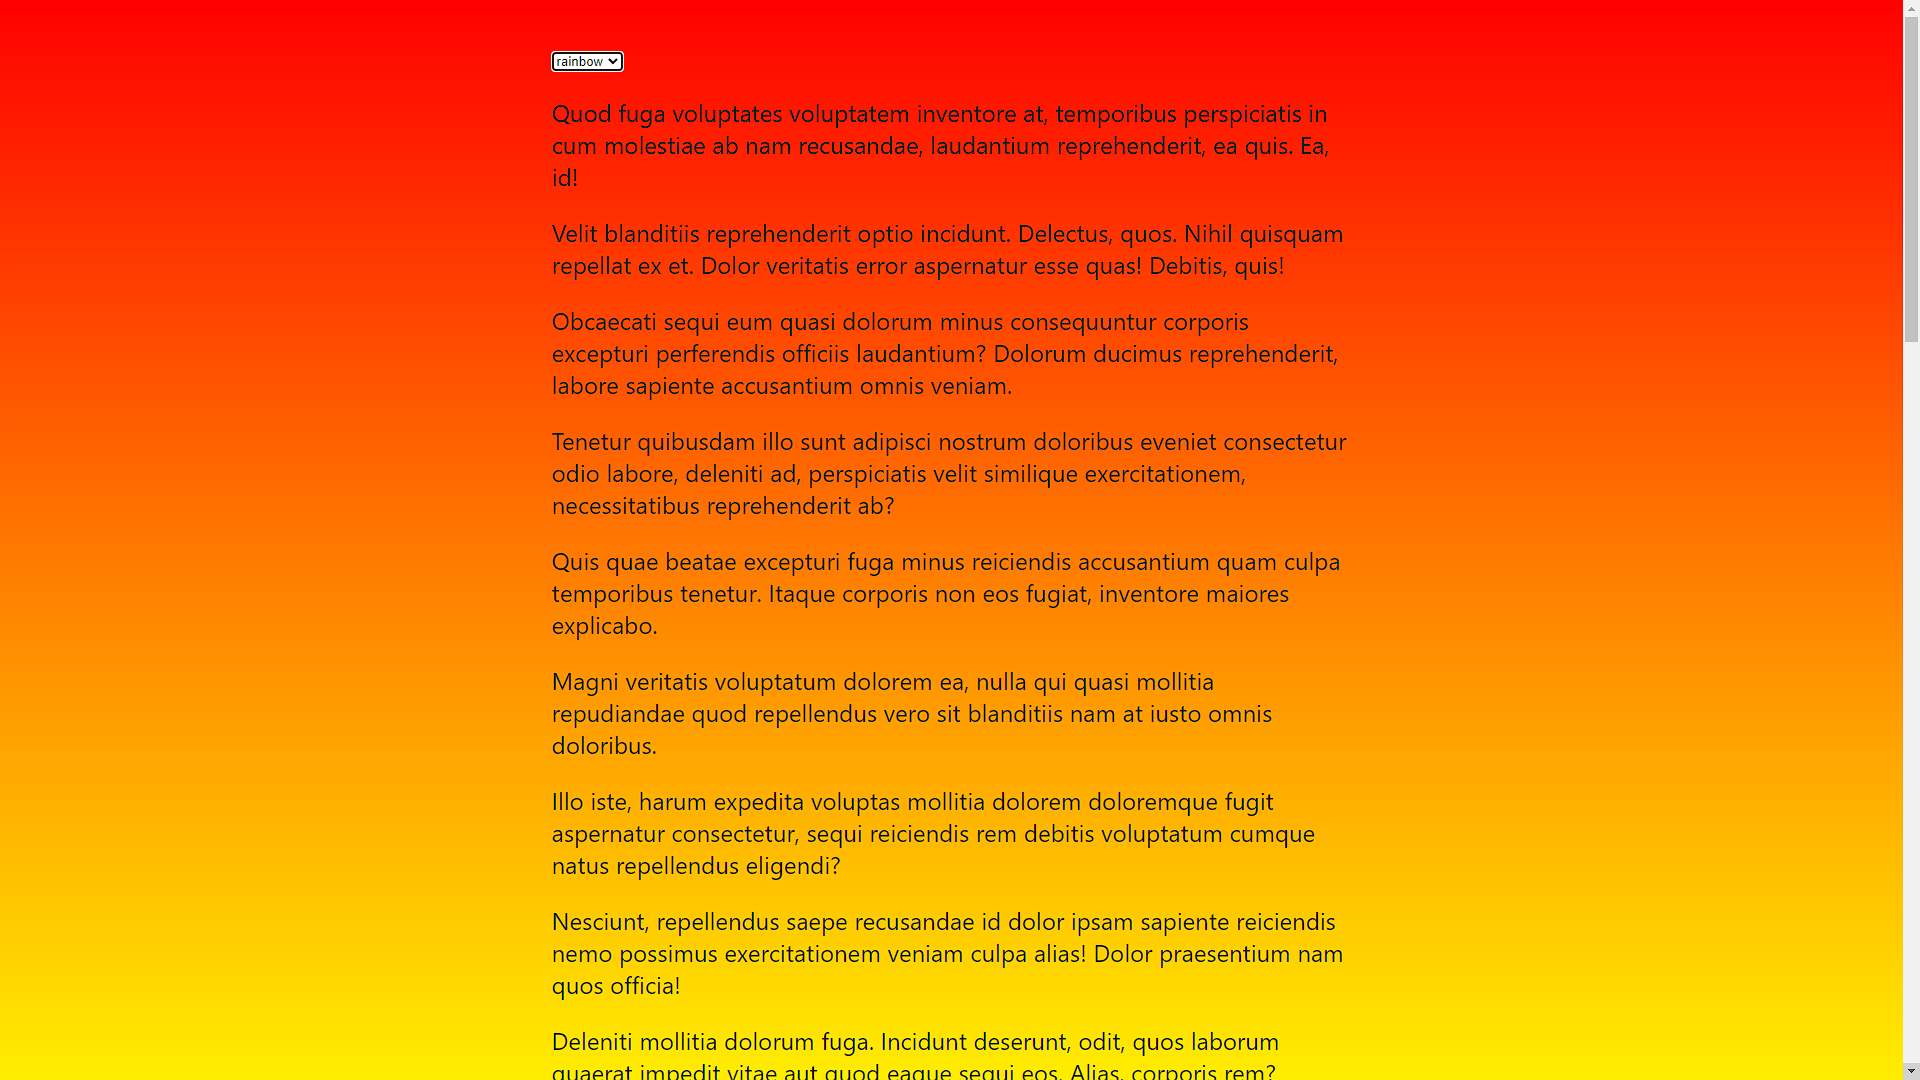 rainbow
Quod fuga voluptates voluptatem inventore at, temporibus perspiciatis in
cum molestiae ab nam recusandae, laudantium reprehenderit, ea quis. Ea,
id!
Velit blanditiis reprehenderit optio incidunt. Delectus, quos. Nihil quisquam
repellat ex et. Dolor veritatis error aspernatur esse quas! Debitis, quis!
Obcaecati sequi eum quasi dolorum minus consequuntur corporis
excepturi perferendis officiis laudantium? Dolorum ducimus reprehenderit,
labore sapiente accusantium omnis veniam.
Tenetur quibusdam illo sunt adipisci nostrum doloribus eveniet consectetur
odio labore, deleniti ad, perspiciatis velit similique exercitationem,
necessitatibus reprehenderit ab?
Quis quae beatae excepturi fuga minus reiciendis accusantium quam culpa
temporibus tenetur. Itaque corporis non eos fugiat, inventore maiores
explicabo.
Magni veritatis voluptatum dolorem ea, nulla qui quasi mollitia
repudiandae quod repellendus vero sit blanditiis nam at iusto omnis
doloribus.
Illo iste, harum expedita voluptas mollitia dolorem doloremque fugit
aspernatur consectetur, sequi reiciendis rem debitis voluptatum cumque
natus repellendus eligendi?
Nesciunt, repellendus saepe recusandae id dolor ipsam sapiente reiciendis
nemo possimus exercitationem veniam culpa alias! Dolor praesentium nam
quos officia!
Deleniti mollitia dolorum fuga. Incidunt deserunt, odit, quos laborum
quaerat impedit vitae aut quod eaque sequi eos. Alias, corporis rem?